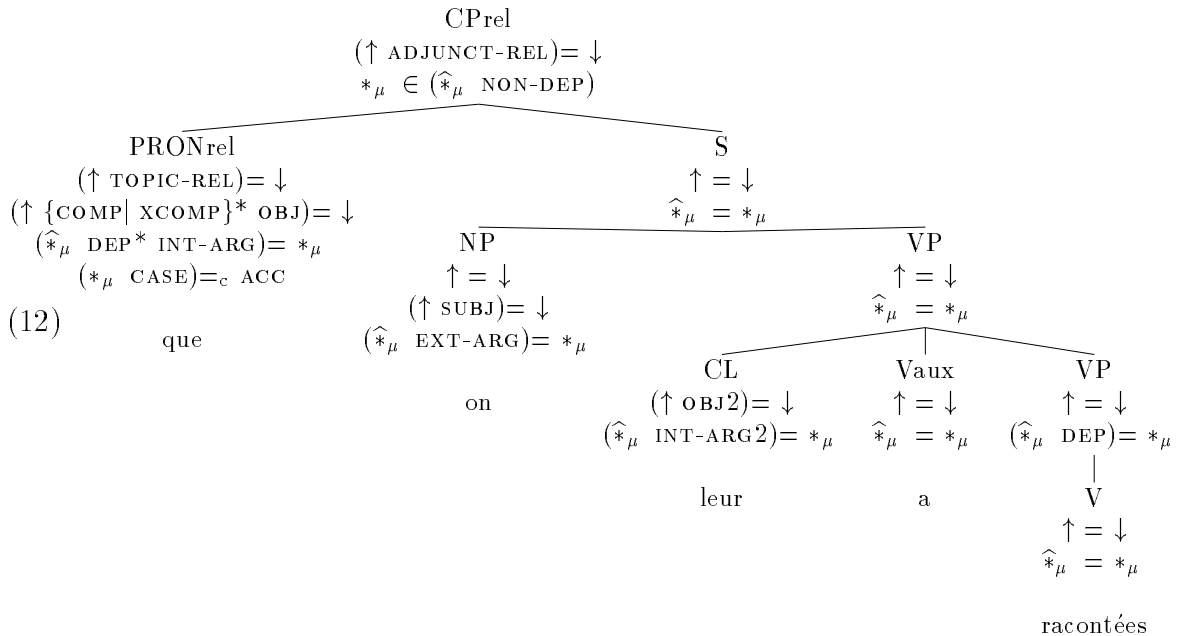 CPrel
(↑ ADJUNCT-REL)= ↓
*μ ∈ (*̂μ NON-DEP)
PRONrel S
(↑ TOPIC-REL)= ↓ ↑ = ↓
(↑ {COMP| XCOMP}* OBJ)= ↓ *̂μ = *μ
(*̂μ DEP* INT-ARG)= *μ NP VP
(*μ CASE)=c ACC ↑ = ↓ ↑ = ↓
(↑ SUBJ)= ↓ *̂μ = *μ
(12) que (*̂μ EXT-ARG)= *μ
CL Vaux VP
on (↑ OBJ2)= ↓ ↑ = ↓ ↑ = ↓
(*̂μ INT-ARG2)= *μ *̂μ = *μ (*̂μ DEP)= *μ
leur a V
↑ = ↓
*̂μ = *μ
racontées